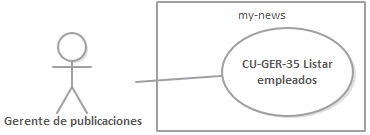 my-news
CU-GER-35 Listar
empleados
Gerente de publicaciones